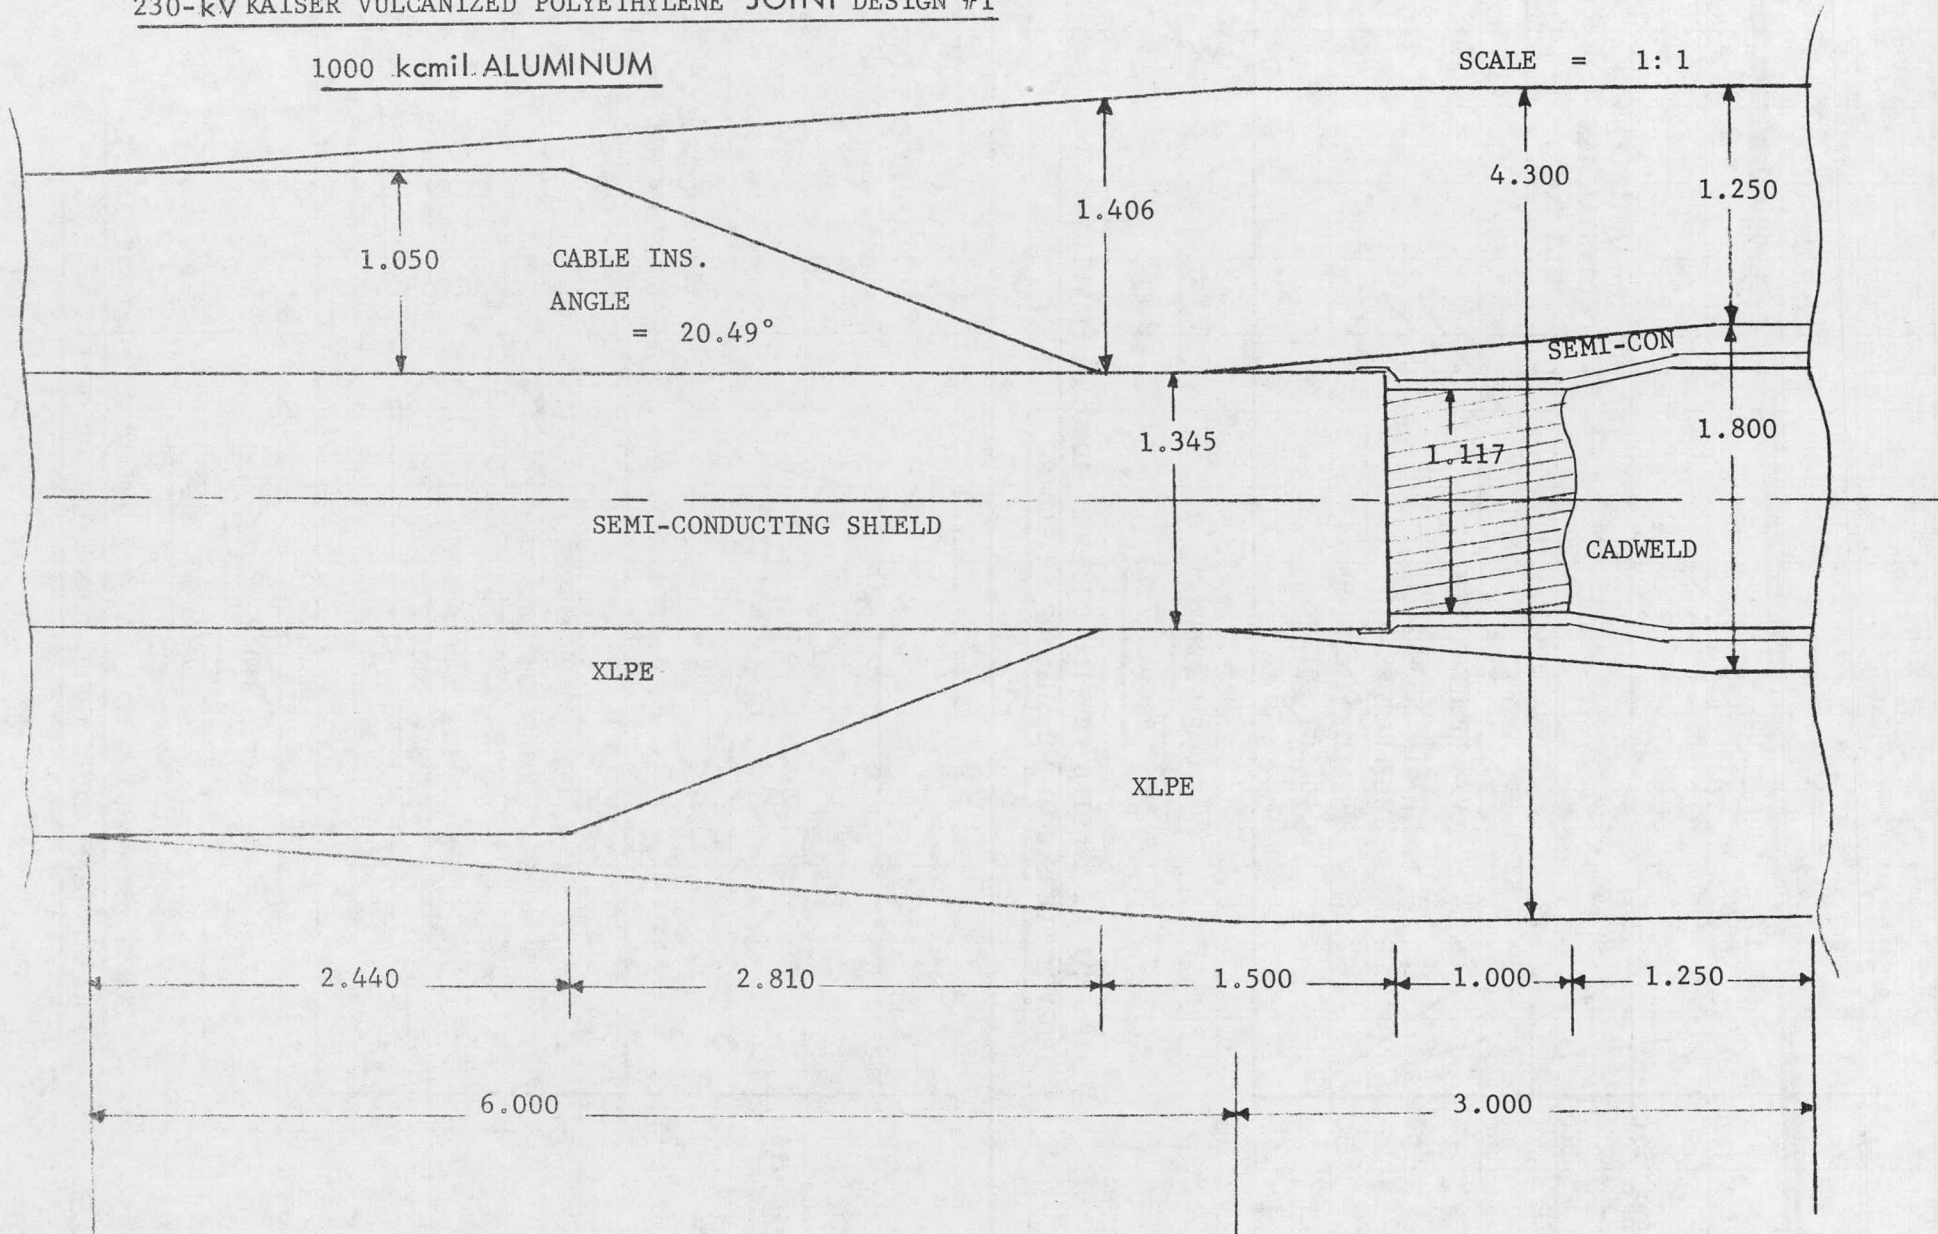 230-kV KAISER VULCANIZED POLYETHYLENE JOINT DESIGN #1
1000 kcmil ALUMINUM
SCALE = 1:1
4.300
1.250
1.406
1.050
CABLE INS.
ANGLE
= 20.49°
SEMI-CON
1.345
1.117
1.800
SEMI-CONDUCTING SHIELD
CADWELD
XLPE
XLPE
2.440 2.810 1.500 1.000 1.250
6.000 3.000